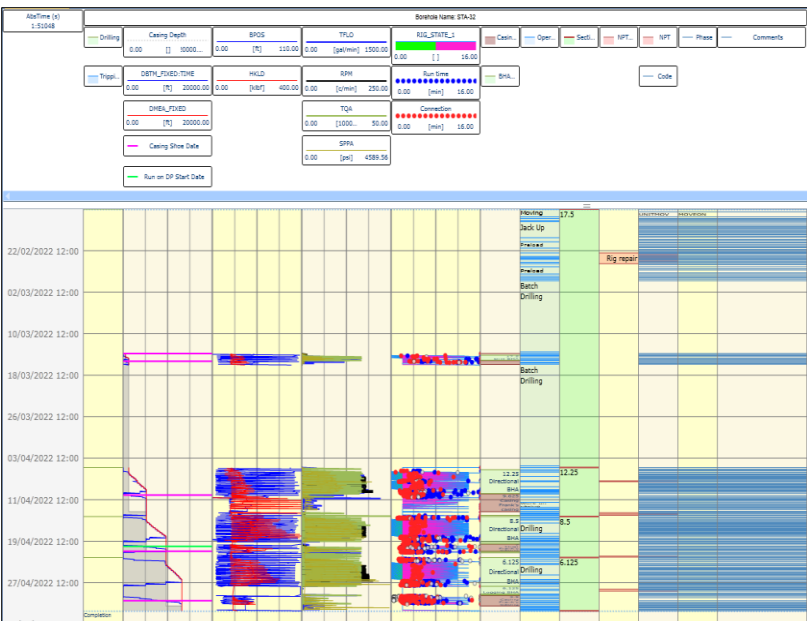 AbsTime (s)
1:51048
Borehole Name: STA-32
Drilling
Casing Depth
0.00 [] !0000...
BPOS
0.00 [ft] 110.00
TFLO
0.00 [gal/min] 1500.00
RIG_STATE_1
0.00 [ ] 16.00
Casin...
Oper...
Secti...
NPT...
NPT
Phase
Comments
Trippi...
DBTM_FIXED:TIME
0.00 [ft] 20000.00
HKLD
0.00 [klbf] 400.00
RPM
0.00 [c/min] 250.00
Run time
0.00 [min] 16.00
BHA...
Code
DMEA_FIXED
0.00 [ft] 20000.00
TQA
0.00 [1000... 50.00
Connection
0.00 [min] 16.00
Casing Shoe Date
SPPA
0.00 [psi] 4589.56
Run on DP Start Date
Moving
17.5
UNITMOV
MOVEON
Jack Up
Preload
22/02/2022 12:00
Rig repair
Preload
Batch
Drilling
02/03/2022 12:00
10/03/2022 12:00
18/03/2022 12:00
Batch
Drilling
26/03/2022 12:00
03/04/2022 12:00
12.25
Directional
BHA
12.25
11/04/2022 12:00
8.5
Directional
BHA
Drilling
8.5
19/04/2022 12:00
6.125
Directional
BHA
Drilling
6.125
27/04/2022 12:00
Completion